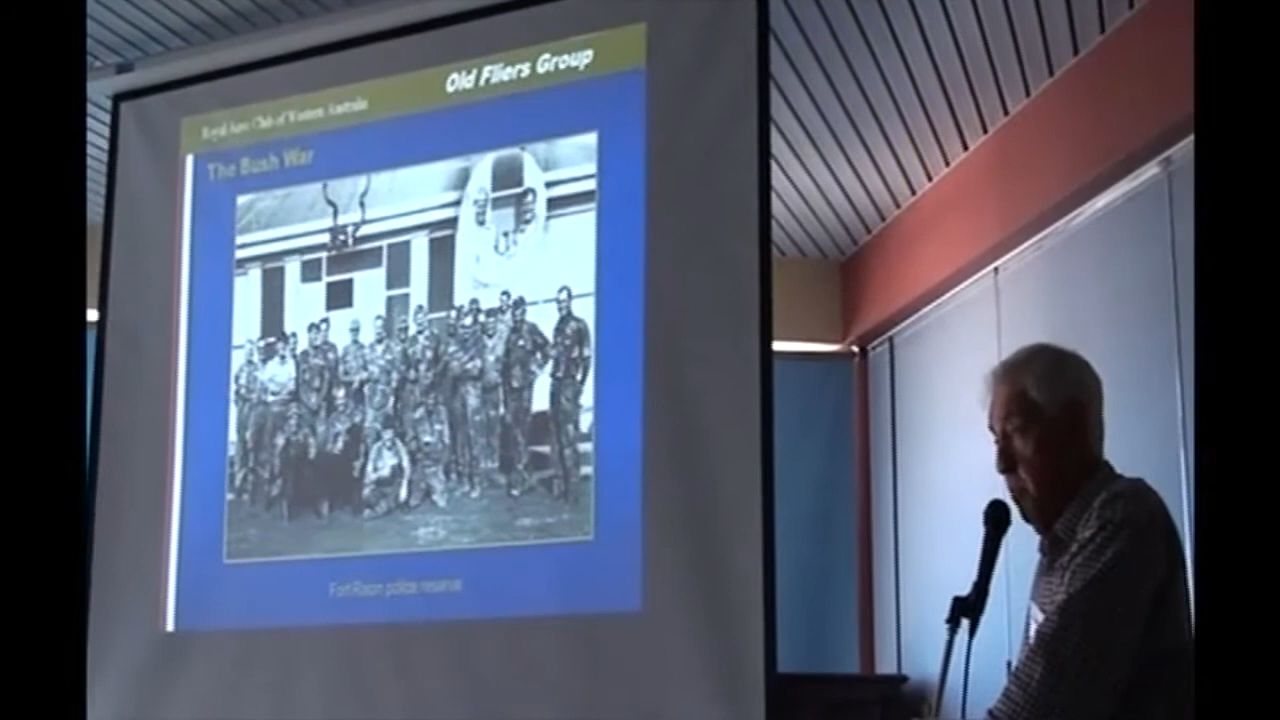 Old Fliers Group
Royal Aero Club of Western Australia
The Bush War
Fort Rixon police reserve